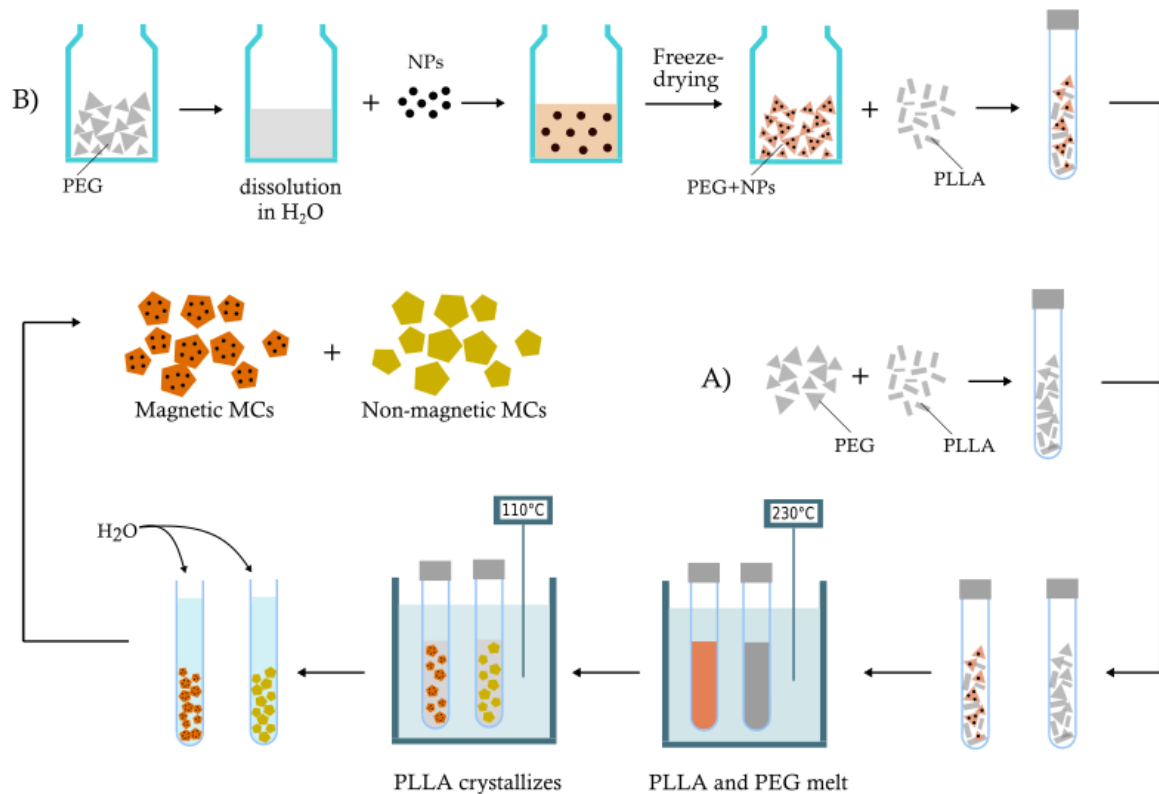 B)
PEG
dissolution
in H₂O
+
NPs
Freeze-
drying
PEG+NPs
+
PLLA
Magnetic MCs
+
Non-magnetic MCs
A)
PEG
+
PLLA
H₂O
110°C
PLLA crystallizes
230°C
PLLA and PEG melt